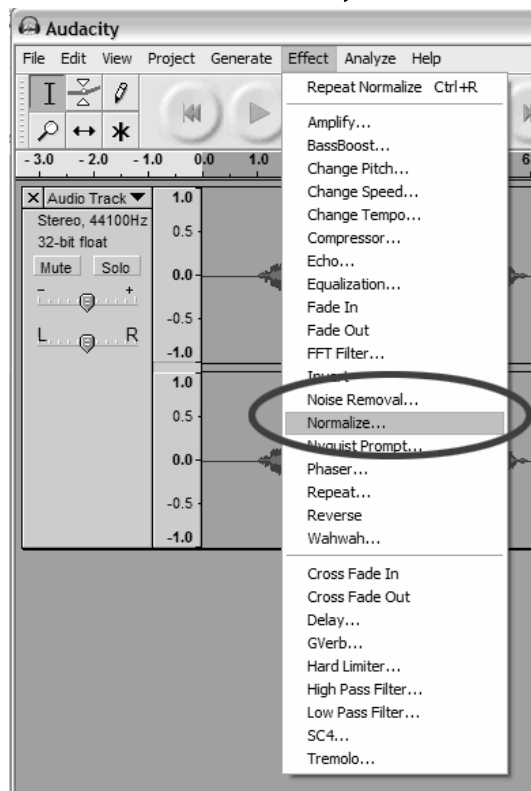 Audacity
File Edit View Project Generate Effect Analyze Help
- 3.0 - 2.0 - 1.0 0.0 1.0 6
Audio Track
Stereo, 44100Hz
32-bit float
Mute Solo
- +
L R
1.0
0.5
0.0
-0.5
-1.0
1.0
0.5
0.0
-0.5
-1.0
Repeat Normalize Ctrl+R
Amplify...
BassBoost...
Change Pitch...
Change Speed...
Change Tempo...
Compressor...
Echo...
Equalization...
Fade In
Fade Out
FFT Filter...
Invert
Noise Removal...
Normalize...
Nyquist Prompt...
Phaser...
Repeat...
Reverse
Wahwah...
Cross Fade In
Cross Fade Out
Delay...
GVerb...
Hard Limiter...
High Pass Filter...
Low Pass Filter...
SC4...
Tremolo...